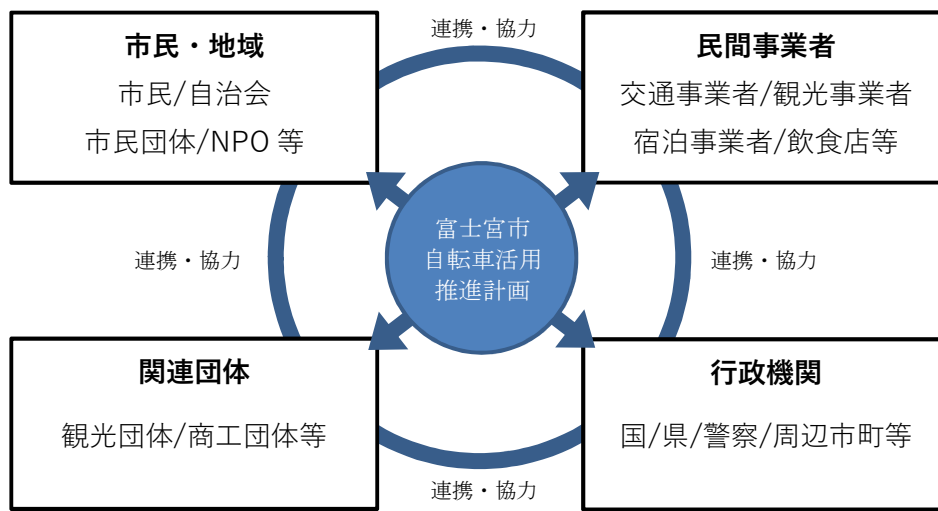 連携・協力
市民・地域
市民/自治会
市民団体/NPO 等
民間事業者
交通事業者/観光事業者
宿泊事業者/飲食店等
富士宮市
自転車活用
推進計画
連携・協力
連携・協力
関連団体
観光団体/商工団体等
行政機関
国/県/警察/周辺市町等
連携・協力